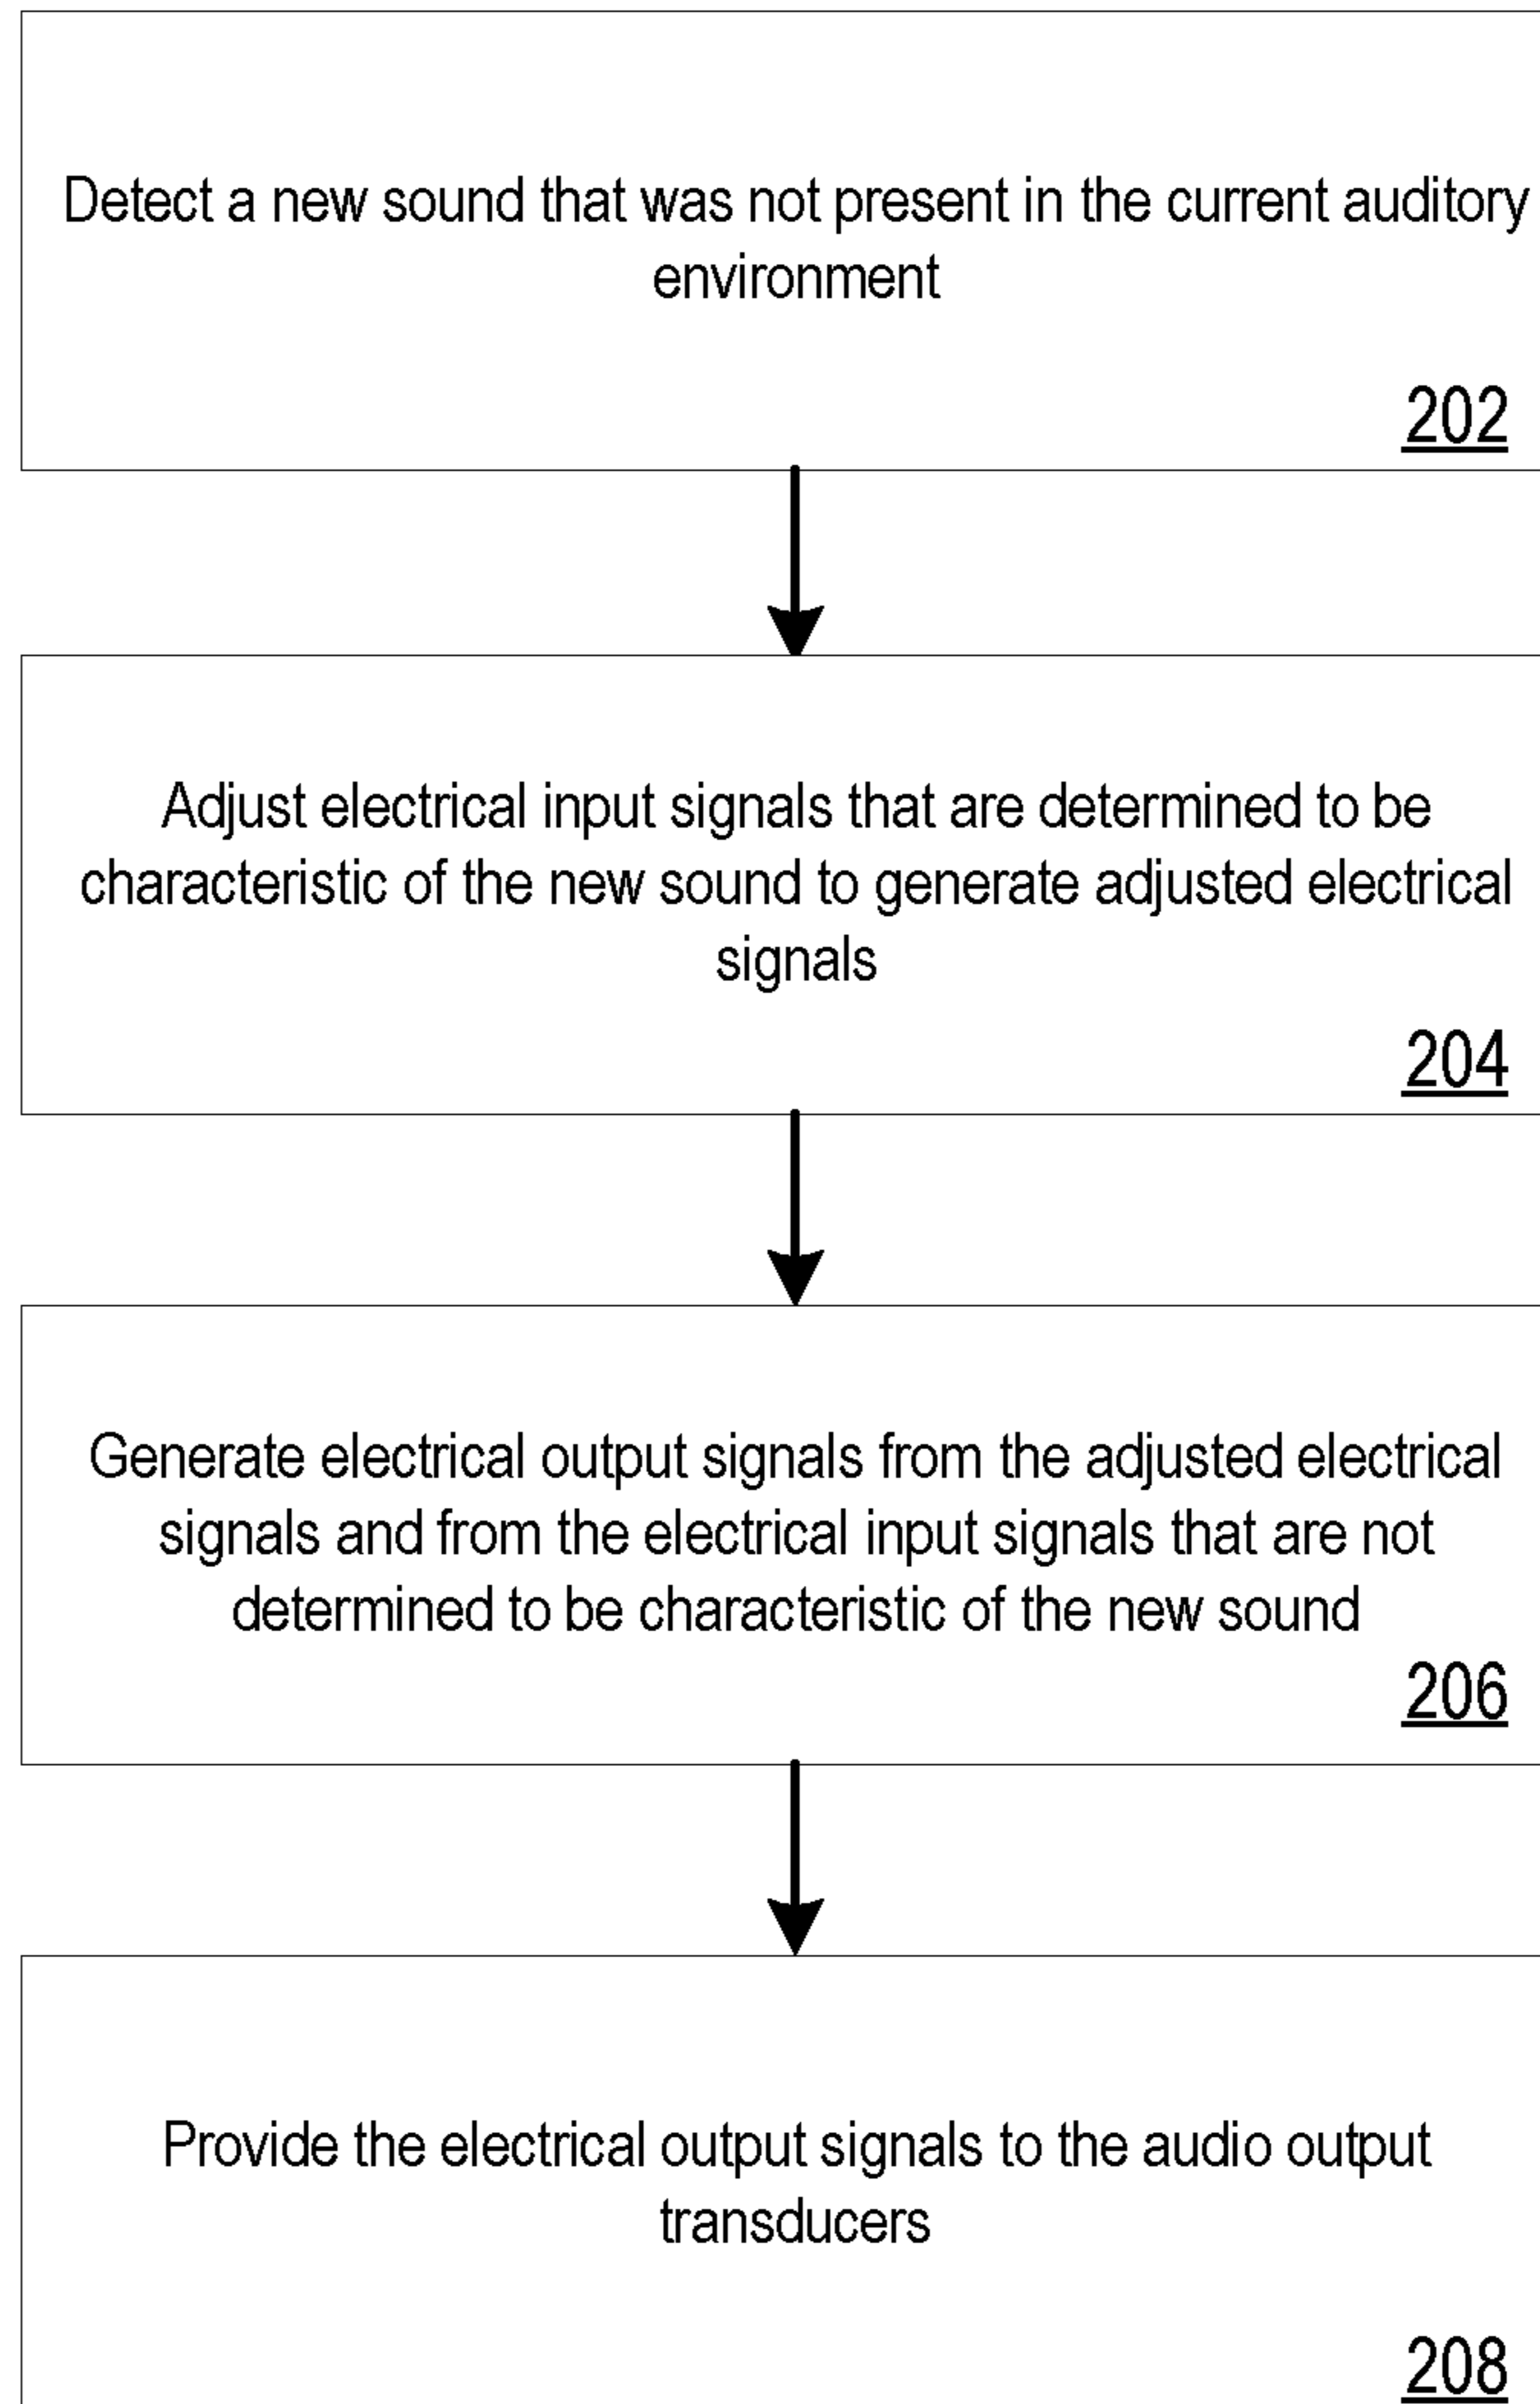 Detect a new sound that was not present in the current auditory
environment
202
Adjust electrical input signals that are determined to be
characteristic of the new sound to generate adjusted electrical
signals
204
Generate electrical output signals from the adjusted electrical
signals and from the electrical input signals that are not
determined to be characteristic of the new sound
206
Provide the electrical output signals to the audio output
transducers
208